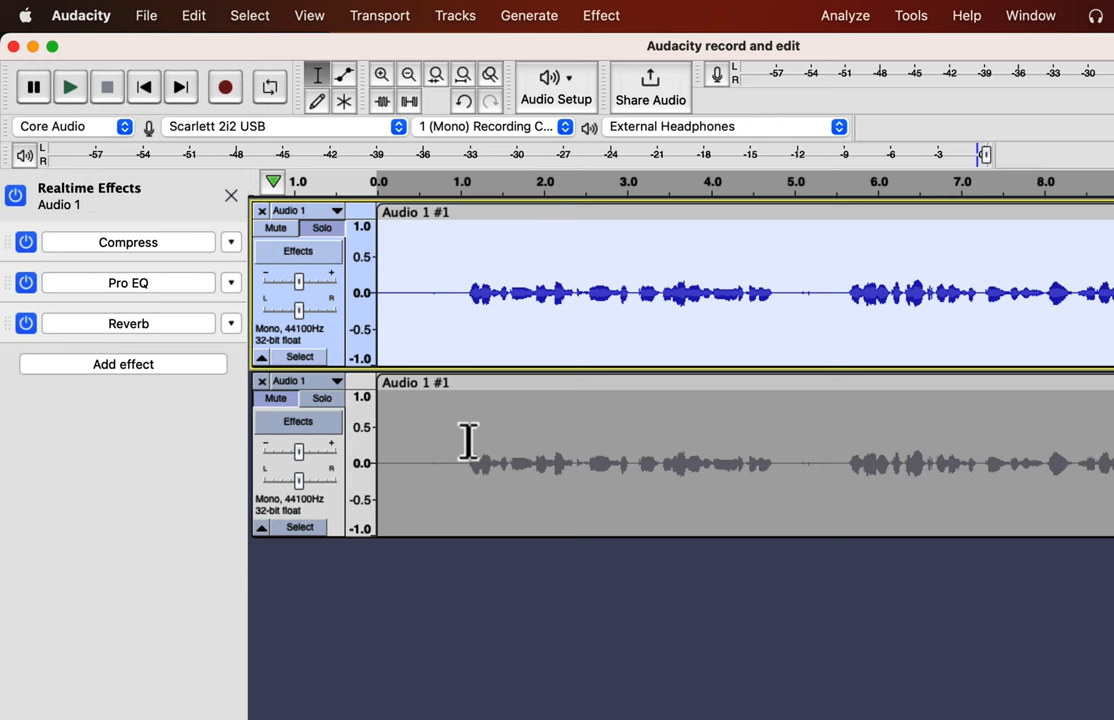 Audacity File Edit Select View Transport Tracks Generate Effect Analyze Tools Help Window
Audacity record and edit
Audio Setup Share Audio L R -57 -54 -51 -48 -45 -42 -39 -36 -33 -30
Core Audio Scarlett 2i2 USB 1 (Mono) Recording C... External Headphones
L R -57 -54 -51 -48 -45 -42 -39 -36 -33 -30 -27 -24 -21 -18 -15 -12 -9 -6 -3
1.0 0.0 1.0 2.0 3.0 4.0 5.0 6.0 7.0 8.0
Realtime Effects
Audio 1
Compress
Pro EQ
Reverb
Add effect
Audio 1 Audio 1 #1
Mute Solo 1.0
Effects 0.5
- + 0.0
L R
Mono, 44100Hz -0.5
32-bit float
Select -1.0
Audio 1 Audio 1 #1
Mute Solo 1.0
Effects 0.5
- + 0.0
L R
Mono, 44100Hz -0.5
32-bit float
Select -1.0